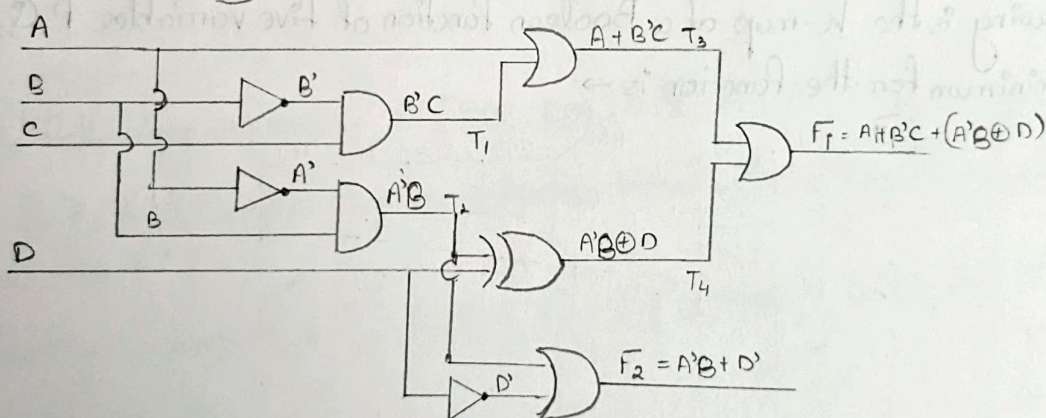 A
A + B'C T3
B
B'
B'C
C
T1
F1 = A+B'C + (A'B⊕D)
A'
A'B
T2
B
D
A'B⊕D
T4
F2 = A'B + D'
D'